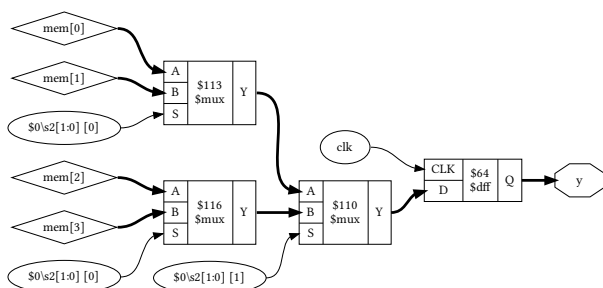 mem[0]
mem[1]
$0\s2[1:0] [0]
A
B
S
$113
$mux
Y
mem[2]
mem[3]
$0\s2[1:0] [0]
A
B
S
$116
$mux
Y
$0\s2[1:0] [1]
A
B
S
$110
$mux
Y
clk
CLK
D
$64
$dff
Q
y